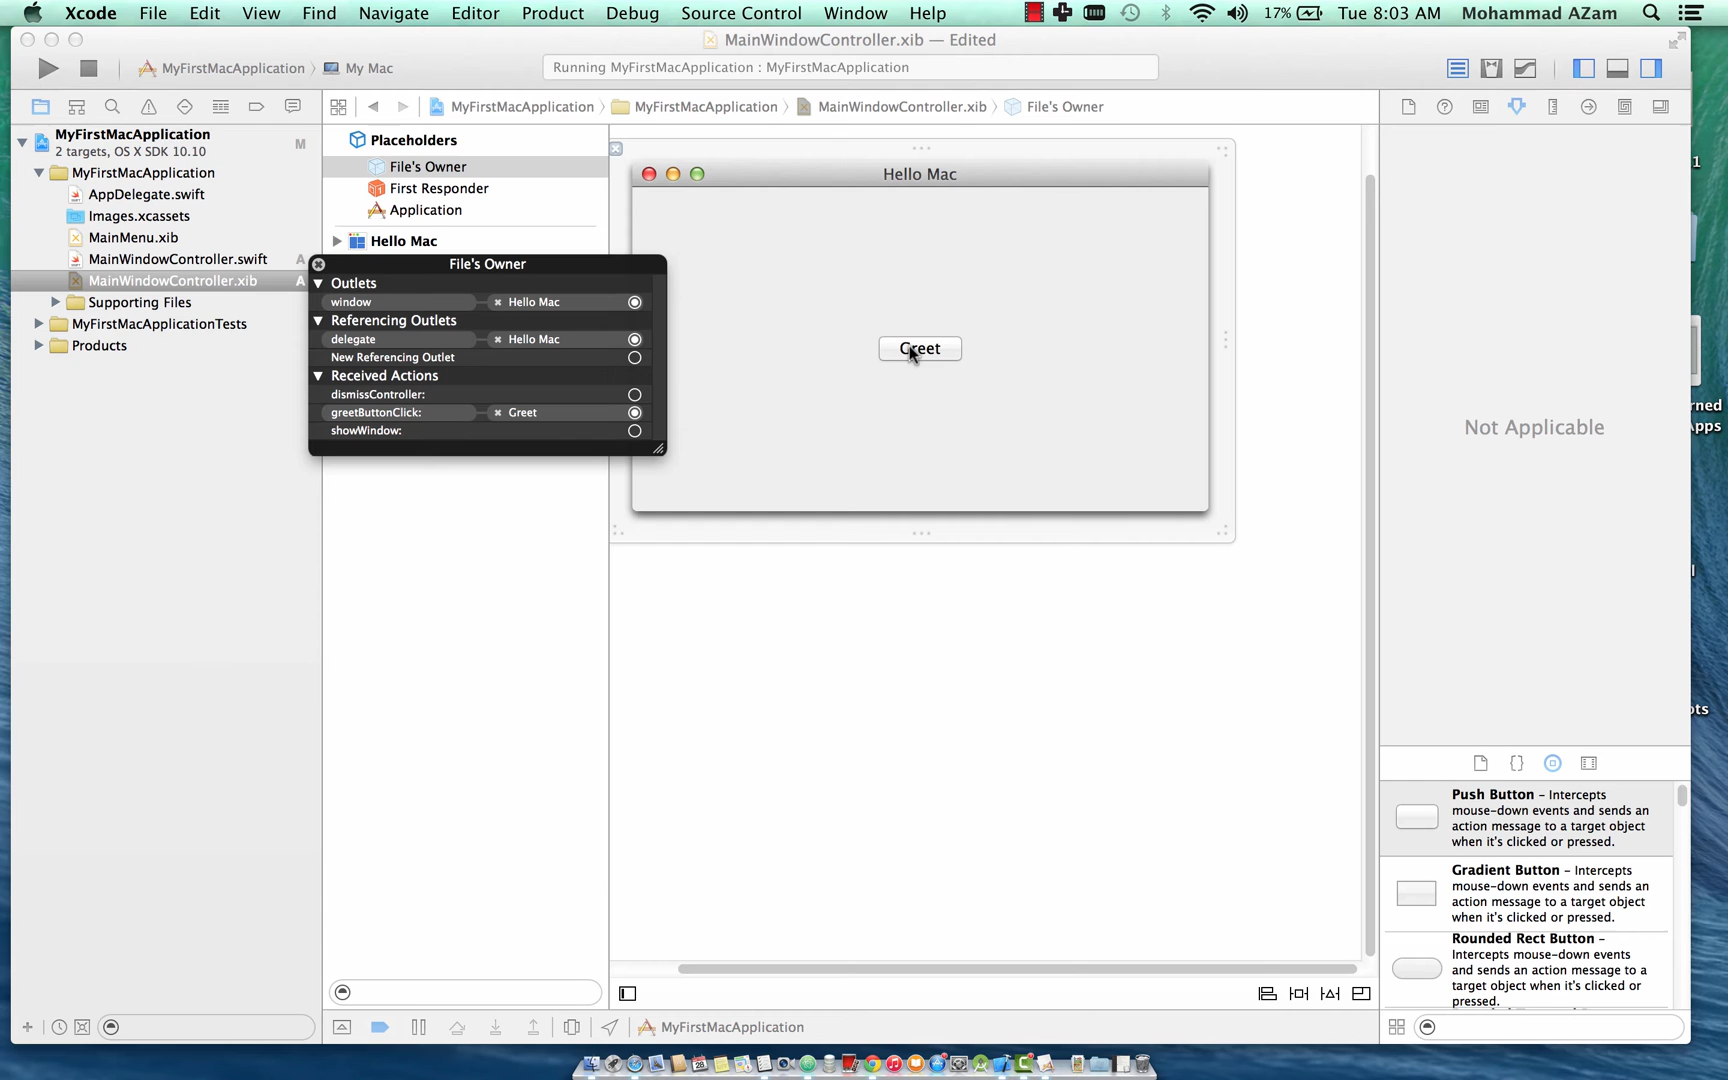 Xcode File Edit View Find Navigate Editor Product Debug Source Control Window Help 17% Tue 8:03 AM Mohammad AZam
MainWindowController.xib — Edited
MyFirstMacApplication My Mac
Running MyFirstMacApplication : MyFirstMacApplication
MyFirstMacApplication MyFirstMacApplication MainWindowController.xib File's Owner
MyFirstMacApplication M
2 targets, OS X SDK 10.10
MyFirstMacApplication
AppDelegate.swift
Images.xcassets
MainMenu.xib
MainWindowController.swift A
MainWindowController.xib A
Supporting Files
MyFirstMacApplicationTests
Products
Placeholders
File's Owner
First Responder
Application
Hello Mac
File's Owner
Outlets
window Hello Mac
Referencing Outlets
delegate Hello Mac
New Referencing Outlet
Received Actions
dismissController:
greetButtonClick: Greet
showWindow:
Hello Mac
Greet
Not Applicable
Push Button – Intercepts
mouse-down events and sends an
action message to a target object
when it's clicked or pressed.
Gradient Button – Intercepts
mouse-down events and sends an
action message to a target object
when it's clicked or pressed.
Rounded Rect Button –
Intercepts mouse-down events
and sends an action message to a
target object when it's clicked or
pressed.
MyFirstMacApplication